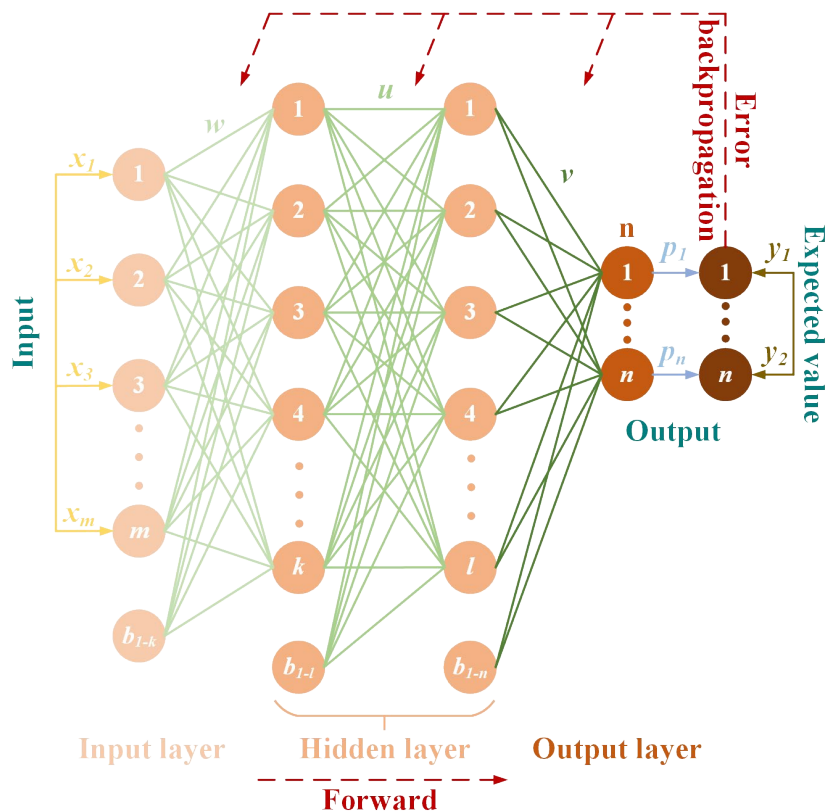 Error
backpropagation
w
u
v
x1
x2
x3
xm
Input
1
2
3
m
b1-k
1
2
3
4
k
b1-l
1
2
3
4
l
b1-n
n
1
n
p1
pn
1
n
y1
y2
Expected value
Output
Input layer
Hidden layer
Output layer
Forward